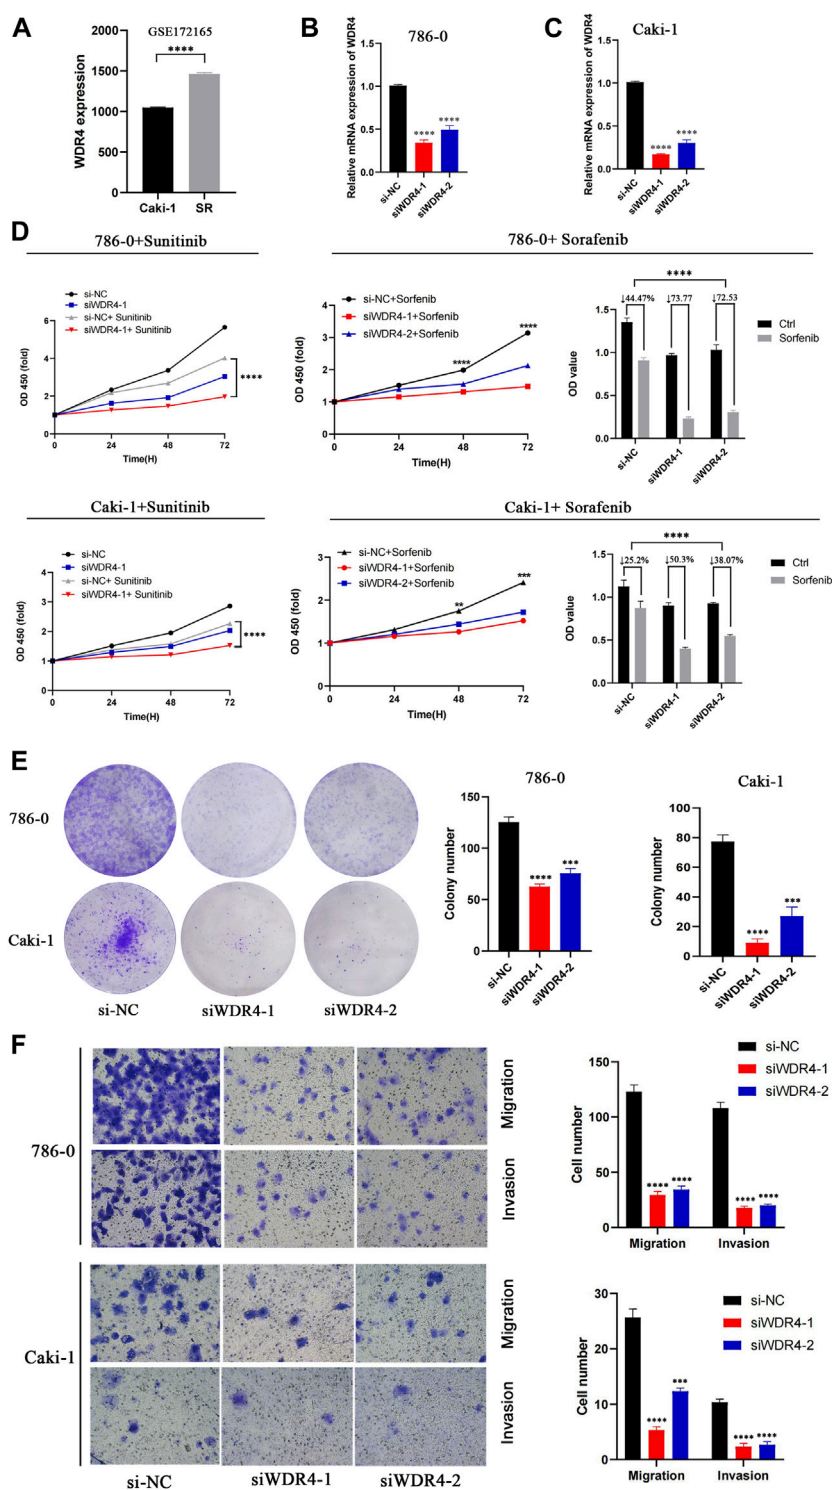 A
GSE172165
****
WDR4 expression
2000
1500
1000
500
0
Caki-1
SR
B
786-0
Relative mRNA expression of WDR4
1.5
1.0
0.5
0.0
****
****
si-NC
siWDR4-1
siWDR4-2
C
Caki-1
Relative mRNA expression of WDR4
1.5
1.0
0.5
0.0
****
****
si-NC
siWDR4-1
siWDR4-2
D
786-0+Sunitinib
si-NC
siWDR4-1
si-NC+ Sunitinib
siWDR4-1+ Sunitinib
OD 450 (fold)
6
4
2
0
****
0
24
48
72
Time(H)
786-0+ Sorafenib
si-NC+Sorfenib
siWDR4-1+Sorfenib
siWDR4-2+Sorfenib
OD 450 (fold)
4
3
2
1
0
****
****
0
24
48
72
Time(H)
****
↓44.47%
↓73.77
↓72.53
Ctrl
Sorfenib
OD value
1.5
1.0
0.5
0.0
si-NC
siWDR4-1
siWDR4-2
Caki-1+Sunitinib
si-NC
siWDR4-1
si-NC+ Sunitinib
siWDR4-1+ Sunitinib
OD 450 (fold)
4
3
2
1
0
****
0
24
48
72
Time(H)
Caki-1+ Sorafenib
si-NC+Sorfenib
siWDR4-1+Sorfenib
siWDR4-2+Sorfenib
OD 450 (fold)
3
2
1
0
**
***
0
24
48
72
Time(H)
****
↓25.2%
↓50.3%
↓38.07%
Ctrl
Sorfenib
OD value
1.5
1.0
0.5
0.0
si-NC
siWDR4-1
siWDR4-2
E
786-0
Caki-1
si-NC
siWDR4-1
siWDR4-2
786-0
Colony number
150
100
50
0
****
***
si-NC
siWDR4-1
siWDR4-2
Caki-1
Colony number
100
80
60
40
20
0
****
***
si-NC
siWDR4-1
siWDR4-2
F
786-0
Migration
Invasion
Caki-1
Migration
Invasion
si-NC
siWDR4-1
siWDR4-2
si-NC
siWDR4-1
siWDR4-2
Cell number
150
100
50
0
****
****
****
****
Migration
Invasion
si-NC
siWDR4-1
siWDR4-2
Cell number
30
20
10
0
****
***
****
****
Migration
Invasion